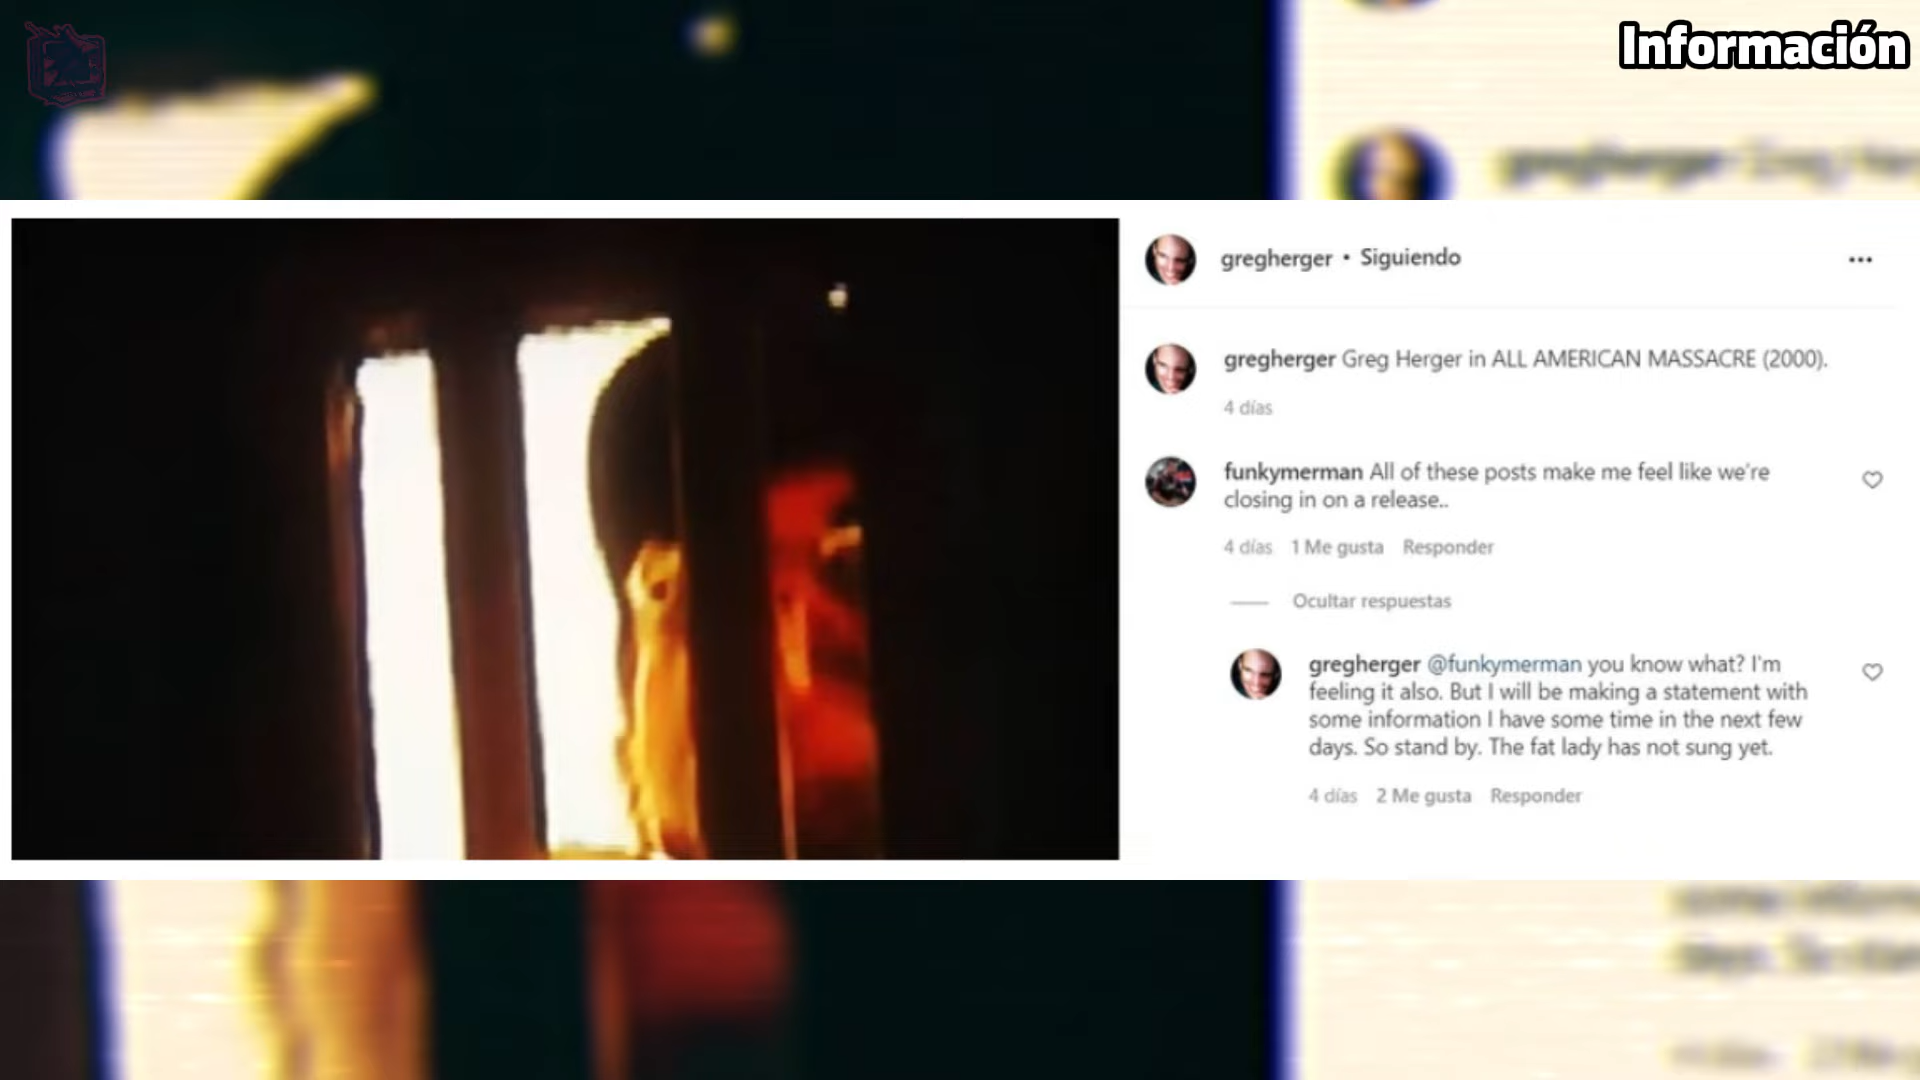 Información
gregherger • Siguiendo
gregherger Greg Herger in ALL AMERICAN MASSACRE (2000).
4 días
funkymerman All of these posts make me feel like we're
closing in on a release..
4 días 1 Me gusta Responder
Ocultar respuestas
gregherger @funkymerman you know what? I'm
feeling it also. But I will be making a statement with
some information I have some time in the next few
days. So stand by. The fat lady has not sung yet.
4 días 2 Me gusta Responder